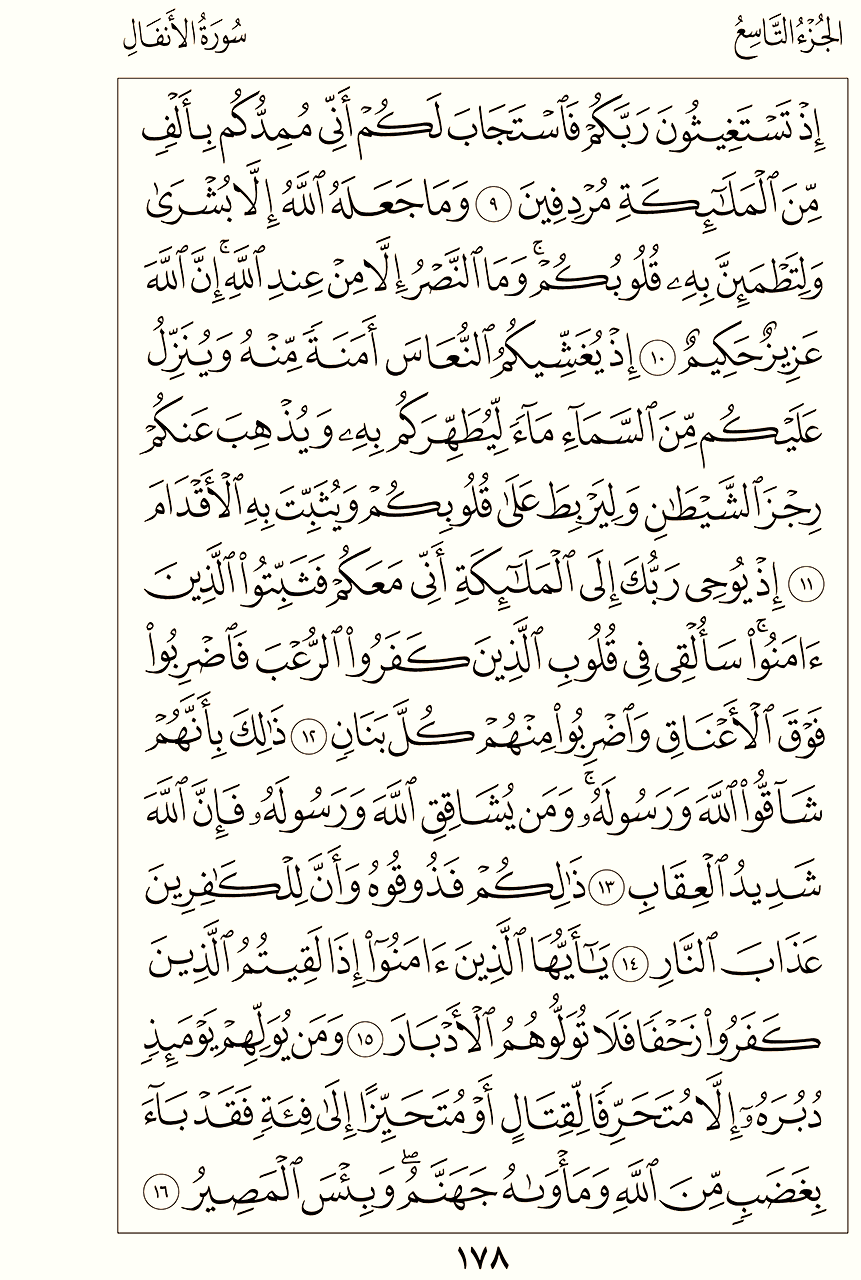 الجُزْءُ التَّاسِعُ
سُورَةُ الأَنفَالِ
إِذْ تَسْتَغِيثُونَ رَبَّكُمْ فَٱسْتَجَابَ لَكُمْ أَنِّى مُمِدُّكُم بِأَلْفٍ
مِّنَ ٱلْمَلَـٰٓئِكَةِ مُرْدِفِينَ ٩ وَمَا جَعَلَهُ ٱللَّهُ إِلَّا بُشْرَىٰ
وَلِتَطْمَئِنَّ بِهِۦ قُلُوبُكُمْ ۚ وَمَا ٱلنَّصْرُ إِلَّا مِنْ عِندِ ٱللَّهِ ۚ إِنَّ ٱللَّهَ
عَزِيزٌ حَكِيمٌ ١٠ إِذْ يُغَشِّيكُمُ ٱلنُّعَاسَ أَمَنَةً مِّنْهُ وَيُنَزِّلُ
عَلَيْكُم مِّنَ ٱلسَّمَآءِ مَآءً لِّيُطَهِّرَكُم بِهِۦ وَيُذْهِبَ عَنكُمْ
رِجْزَ ٱلشَّيْطَـٰنِ وَلِيَرْبِطَ عَلَىٰ قُلُوبِكُمْ وَيُثَبِّتَ بِهِ ٱلْأَقْدَامَ
١١ إِذْ يُوحِى رَبُّكَ إِلَى ٱلْمَلَـٰٓئِكَةِ أَنِّى مَعَكُمْ فَثَبِّتُوا۟ ٱلَّذِينَ
ءَامَنُوا۟ ۚ سَأُلْقِى فِى قُلُوبِ ٱلَّذِينَ كَفَرُوا۟ ٱلرُّعْبَ فَٱضْرِبُوا۟
فَوْقَ ٱلْأَعْنَاقِ وَٱضْرِبُوا۟ مِنْهُمْ كُلَّ بَنَانٍ ١٢ ذَٰلِكَ بِأَنَّهُمْ
شَآقُّوا۟ ٱللَّهَ وَرَسُولَهُۥ ۚ وَمَن يُشَاقِقِ ٱللَّهَ وَرَسُولَهُۥ فَإِنَّ ٱللَّهَ
شَدِيدُ ٱلْعِقَابِ ١٣ ذَٰلِكُمْ فَذُوقُوهُ وَأَنَّ لِلْكَـٰفِرِينَ
عَذَابَ ٱلنَّارِ ١٤ يَـٰٓأَيُّهَا ٱلَّذِينَ ءَامَنُوٓا۟ إِذَا لَقِيتُمُ ٱلَّذِينَ
كَفَرُوا۟ زَحْفًا فَلَا تُوَلُّوهُمُ ٱلْأَدْبَارَ ١٥ وَمَن يُوَلِّهِمْ يَوْمَئِذٍ
دُبُرَهُۥٓ إِلَّا مُتَحَرِّفًا لِّقِتَالٍ أَوْ مُتَحَيِّزًا إِلَىٰ فِئَةٍ فَقَدْ بَآءَ
بِغَضَبٍ مِّنَ ٱللَّهِ وَمَأْوَىٰهُ جَهَنَّمُ ۖ وَبِئْسَ ٱلْمَصِيرُ ١٦
١٧٨